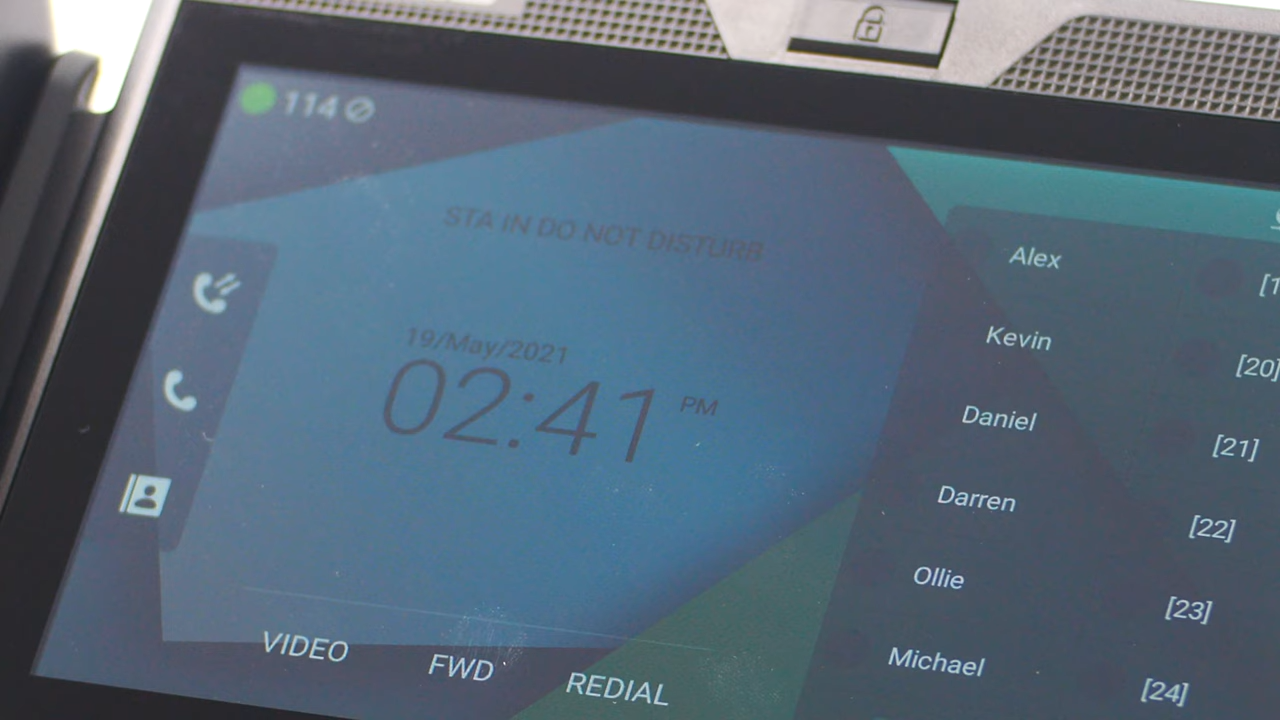 114
STA IN DO NOT DISTURB
19/May/2021
02:41 PM
VIDEO FWD REDIAL
Alex
Kevin [20]
Daniel [21]
Darren [22]
Ollie [23]
Michael [24]